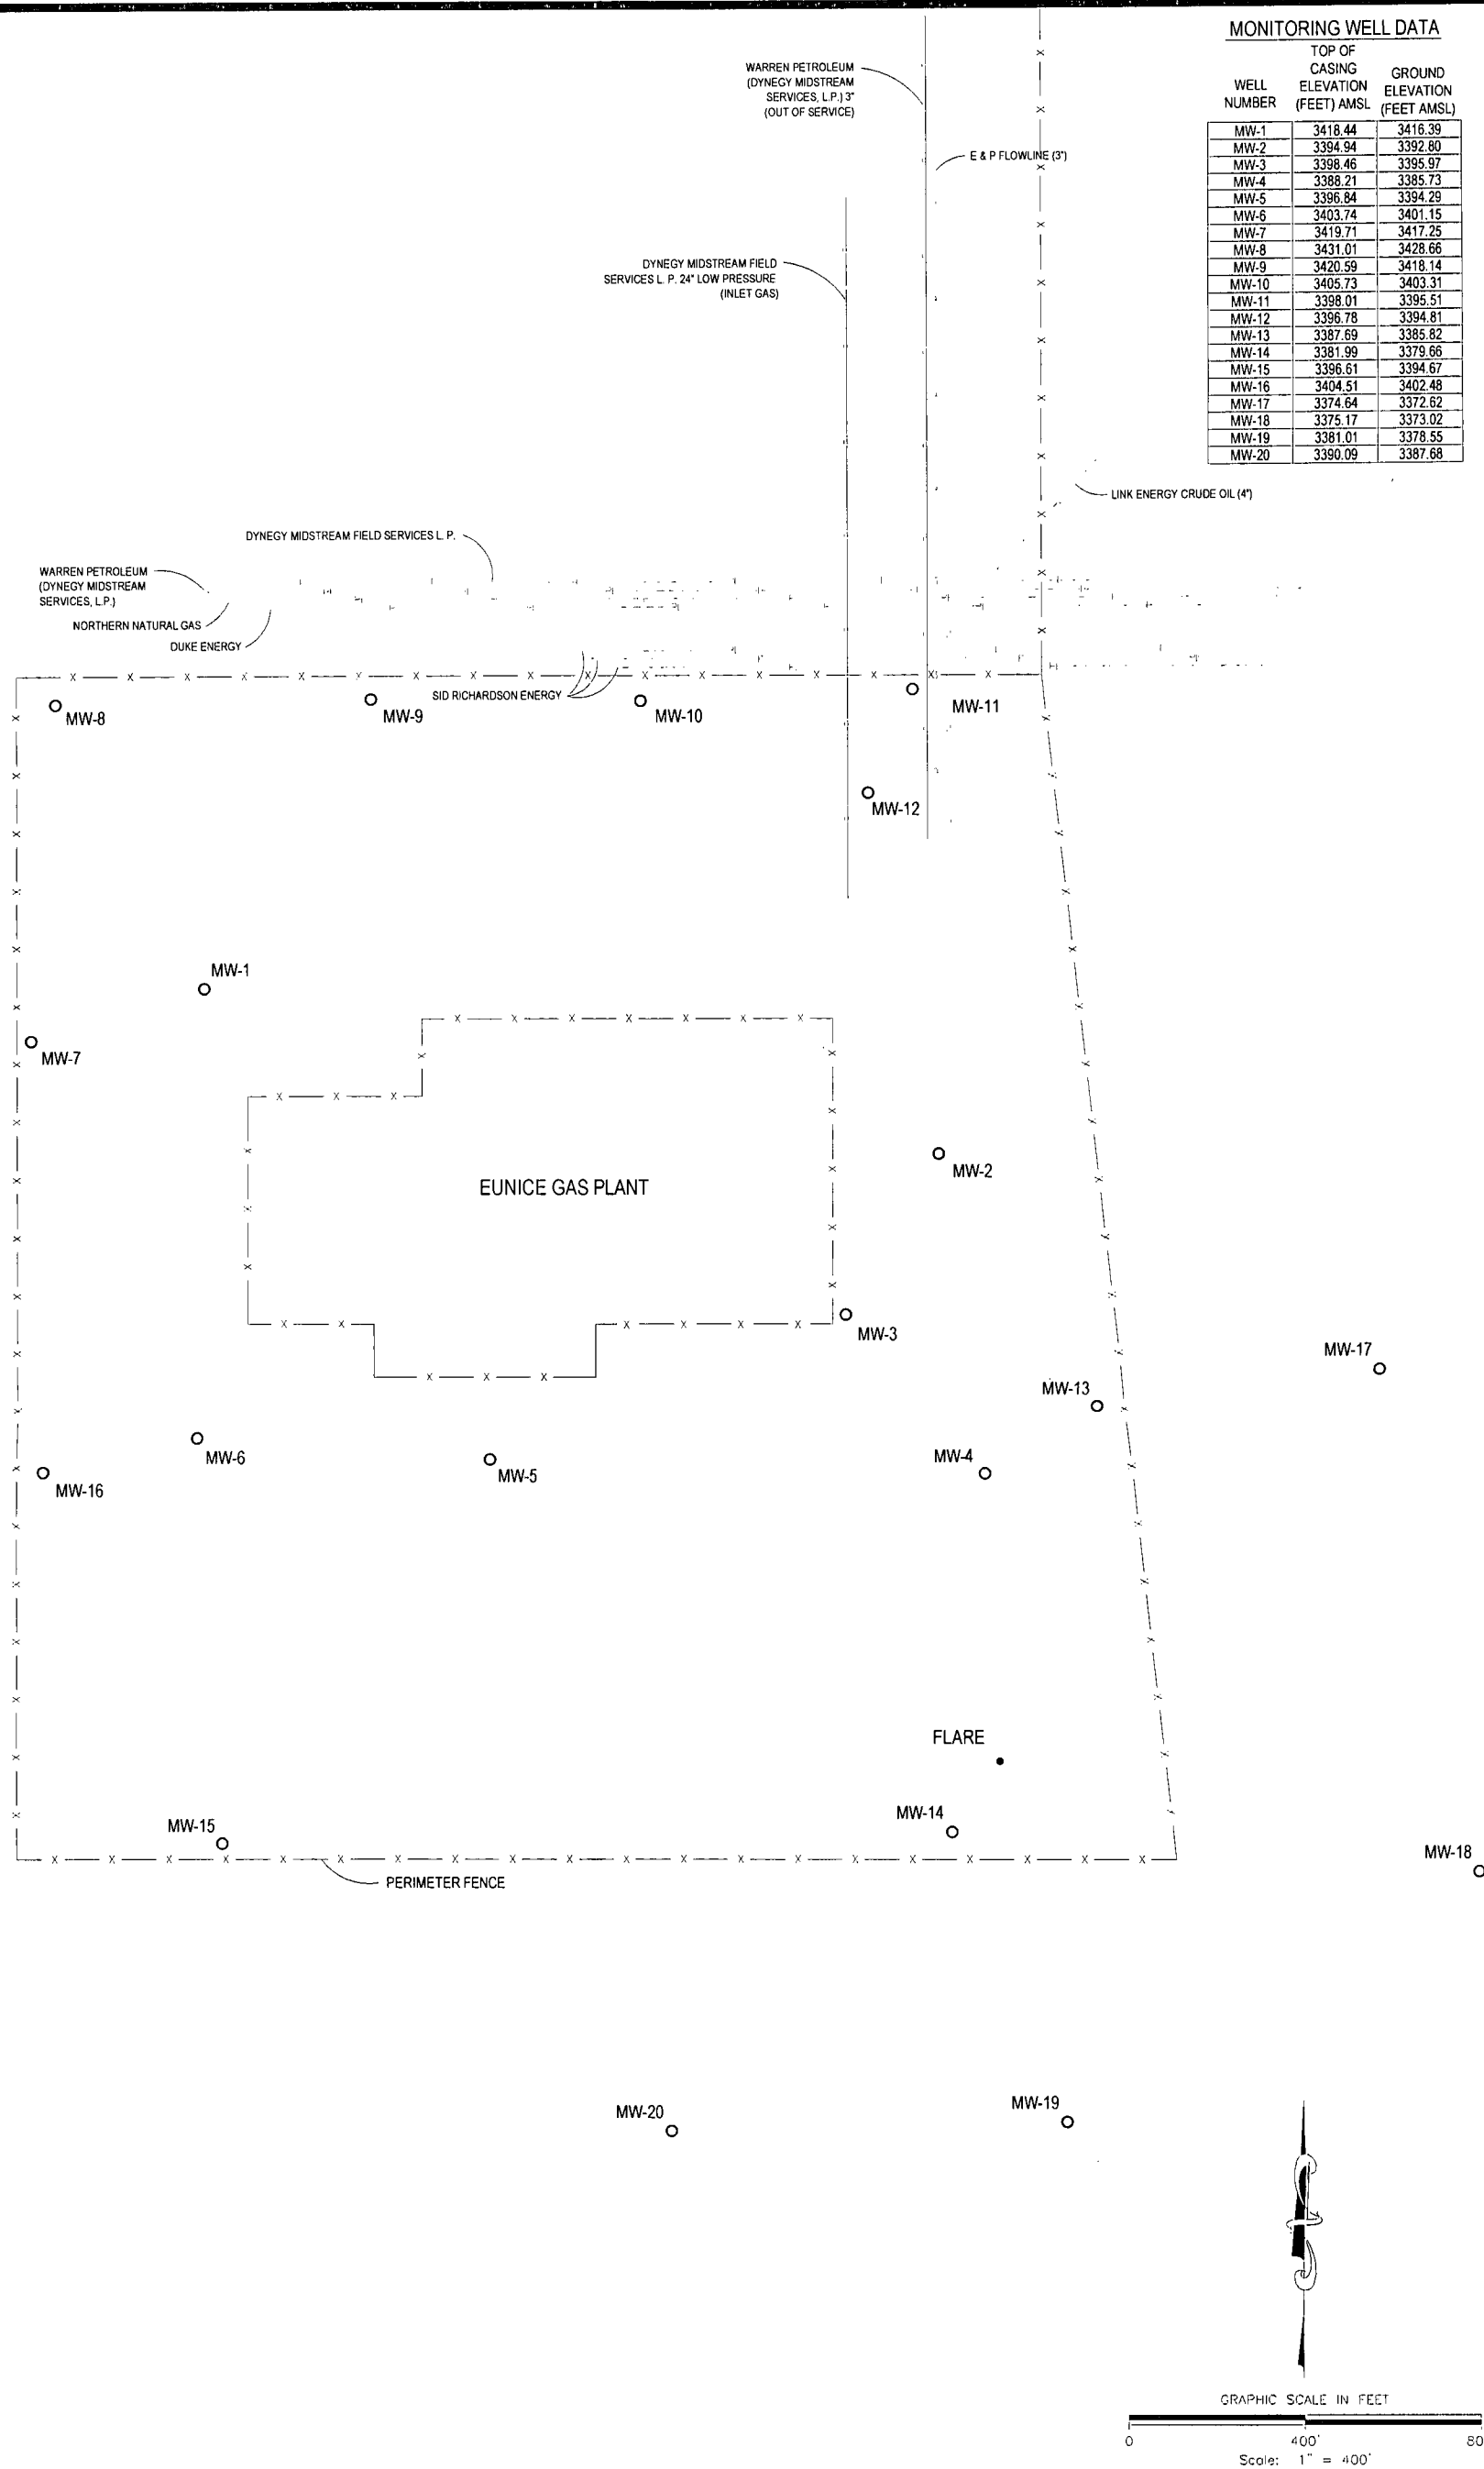 MONITORING WELL DATA
WELL NUMBER
TOP OF CASING ELEVATION (FEET) AMSL
GROUND ELEVATION (FEET AMSL)
MW-1 3418.44 3416.39
MW-2 3394.94 3392.80
MW-3 3398.46 3395.97
MW-4 3388.21 3385.73
MW-5 3396.84 3394.29
MW-6 3403.74 3401.15
MW-7 3419.71 3417.25
MW-8 3431.01 3428.66
MW-9 3420.59 3418.14
MW-10 3405.73 3403.31
MW-11 3398.01 3395.51
MW-12 3396.78 3394.81
MW-13 3387.69 3385.82
MW-14 3381.99 3379.66
MW-15 3396.61 3394.67
MW-16 3404.51 3402.48
MW-17 3374.64 3372.62
MW-18 3375.17 3373.02
MW-19 3381.01 3378.55
MW-20 3390.09 3387.68
WARREN PETROLEUM
(DYNEGY MIDSTREAM
SERVICES, L.P.) 3"
(OUT OF SERVICE)
E & P FLOWLINE (3")
DYNEGY MIDSTREAM FIELD
SERVICES L. P. 24" LOW PRESSURE
(INLET GAS)
LINK ENERGY CRUDE OIL (4")
DYNEGY MIDSTREAM FIELD SERVICES L. P.
WARREN PETROLEUM
(DYNEGY MIDSTREAM
SERVICES, L.P.)
NORTHERN NATURAL GAS
DUKE ENERGY
SID RICHARDSON ENERGY
MW-8
MW-9
MW-10
MW-11
MW-12
MW-1
MW-7
MW-2
EUNICE GAS PLANT
MW-3
MW-17
MW-13
MW-6
MW-5
MW-4
MW-16
FLARE
MW-14
MW-15
PERIMETER FENCE
MW-18
MW-20
MW-19
GRAPHIC SCALE IN FEET
0 400' 80
Scale: 1" = 400'